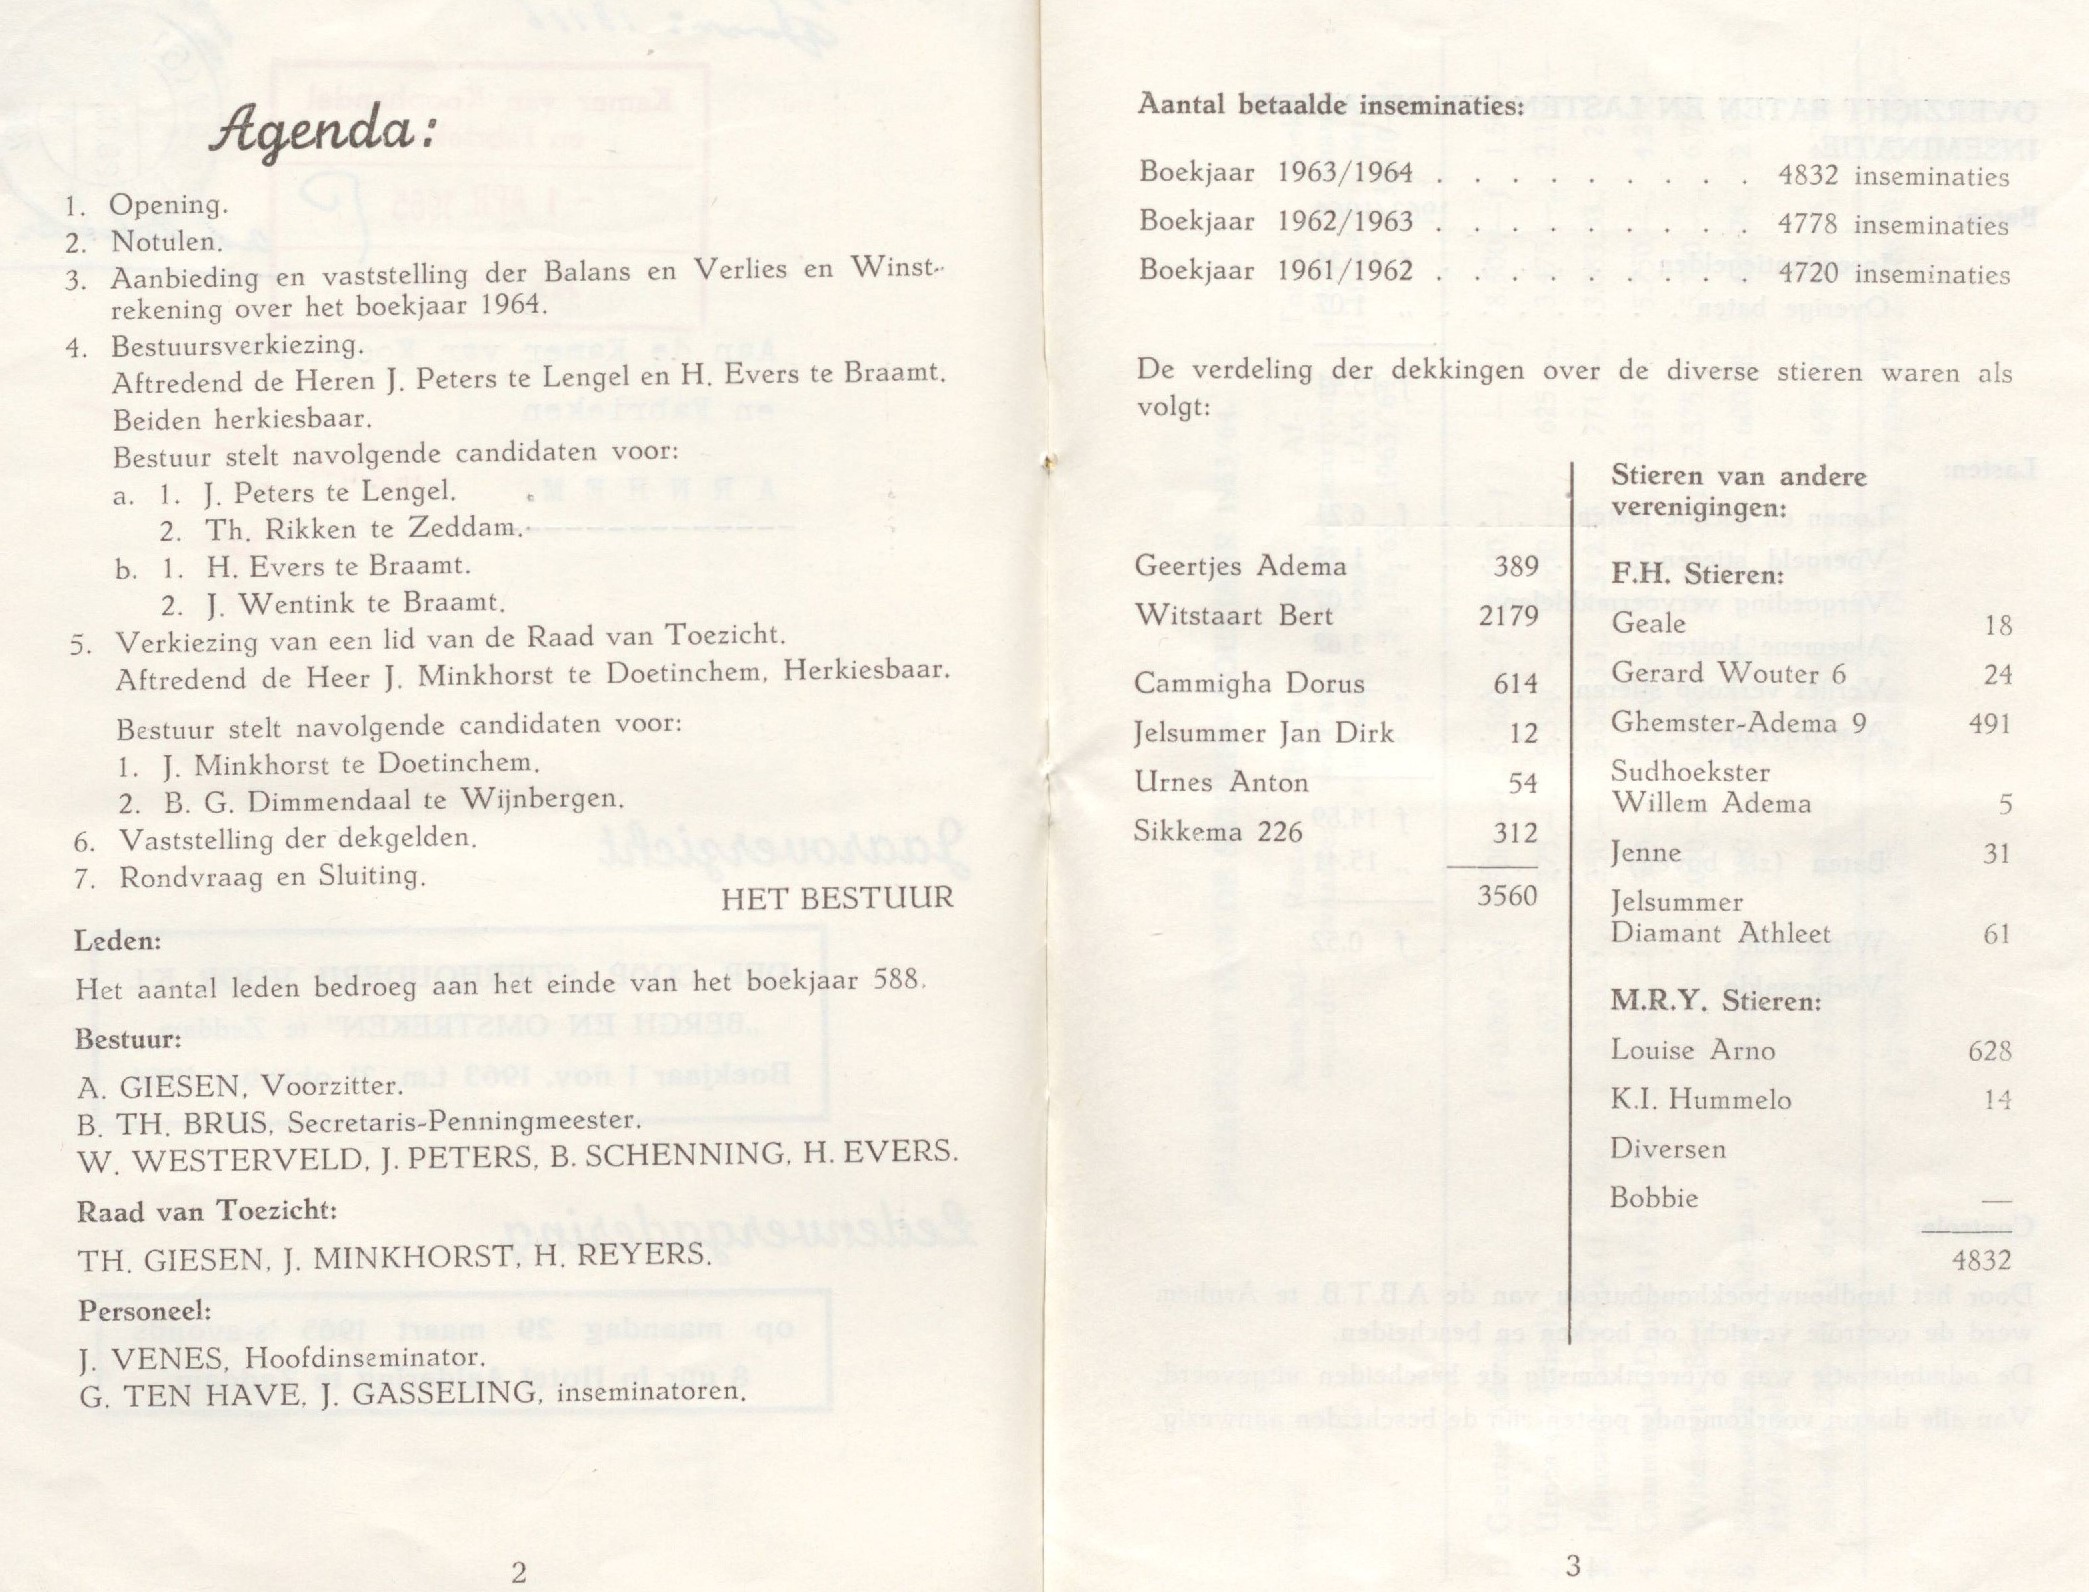 Agenda:
1. Opening.
2. Notulen.
3. Aanbieding en vaststelling der Balans en Verlies en Winst-
rekening over het boekjaar 1964.
4. Bestuursverkiezing.
Aftredend de Heren J. Peters te Lengel en H. Evers te Braamt.
Beiden herkiesbaar.
Bestuur stelt navolgende candidaten voor:
a. 1. J. Peters te Lengel.
2. Th. Rikken te Zeddam.
b. 1. H. Evers te Braamt.
2. J. Wentink te Braamt.
5. Verkiezing van een lid van de Raad van Toezicht.
Aftredend de Heer J. Minkhorst te Doetinchem, Herkiesbaar.
Bestuur stelt navolgende candidaten voor:
1. J. Minkhorst te Doetinchem.
2. B. G. Dimmendaal te Wijnbergen.
6. Vaststelling der dekgelden.
7. Rondvraag en Sluiting.
HET BESTUUR
Leden:
Het aantal leden bedroeg aan het einde van het boekjaar 588.
Bestuur:
A. GIESEN, Voorzitter.
B. TH. BRUS, Secretaris-Penningmeester.
W. WESTERVELD, J. PETERS, B. SCHENNING, H. EVERS.
Raad van Toezicht:
TH. GIESEN, J. MINKHORST, H. REYERS.
Personeel:
J. VENES, Hoofdinseminator.
G. TEN HAVE, J. GASSELING, inseminatoren.
2
Aantal betaalde inseminaties:
Boekjaar 1963/1964 . . . . . . . . . 4832 inseminaties
Boekjaar 1962/1963 . . . . . . . . . 4778 inseminaties
Boekjaar 1961/1962 . . . . . . . . . 4720 inseminaties
De verdeling der dekkingen over de diverse stieren waren als
volgt:
Geertjes Adema 389
Witstaart Bert 2179
Cammigha Dorus 614
Jelsummer Jan Dirk 12
Urnes Anton 54
Sikkema 226 312
3560
Stieren van andere
verenigingen:
F.H. Stieren:
Geale 18
Gerard Wouter 6 24
Ghemster-Adema 9 491
Sudhoekster
Willem Adema 5
Jenne 31
Jelsummer
Diamant Athleet 61
M.R.Y. Stieren:
Louise Arno 628
K.I. Hummelo 14
Diversen
Bobbie —
4832
3